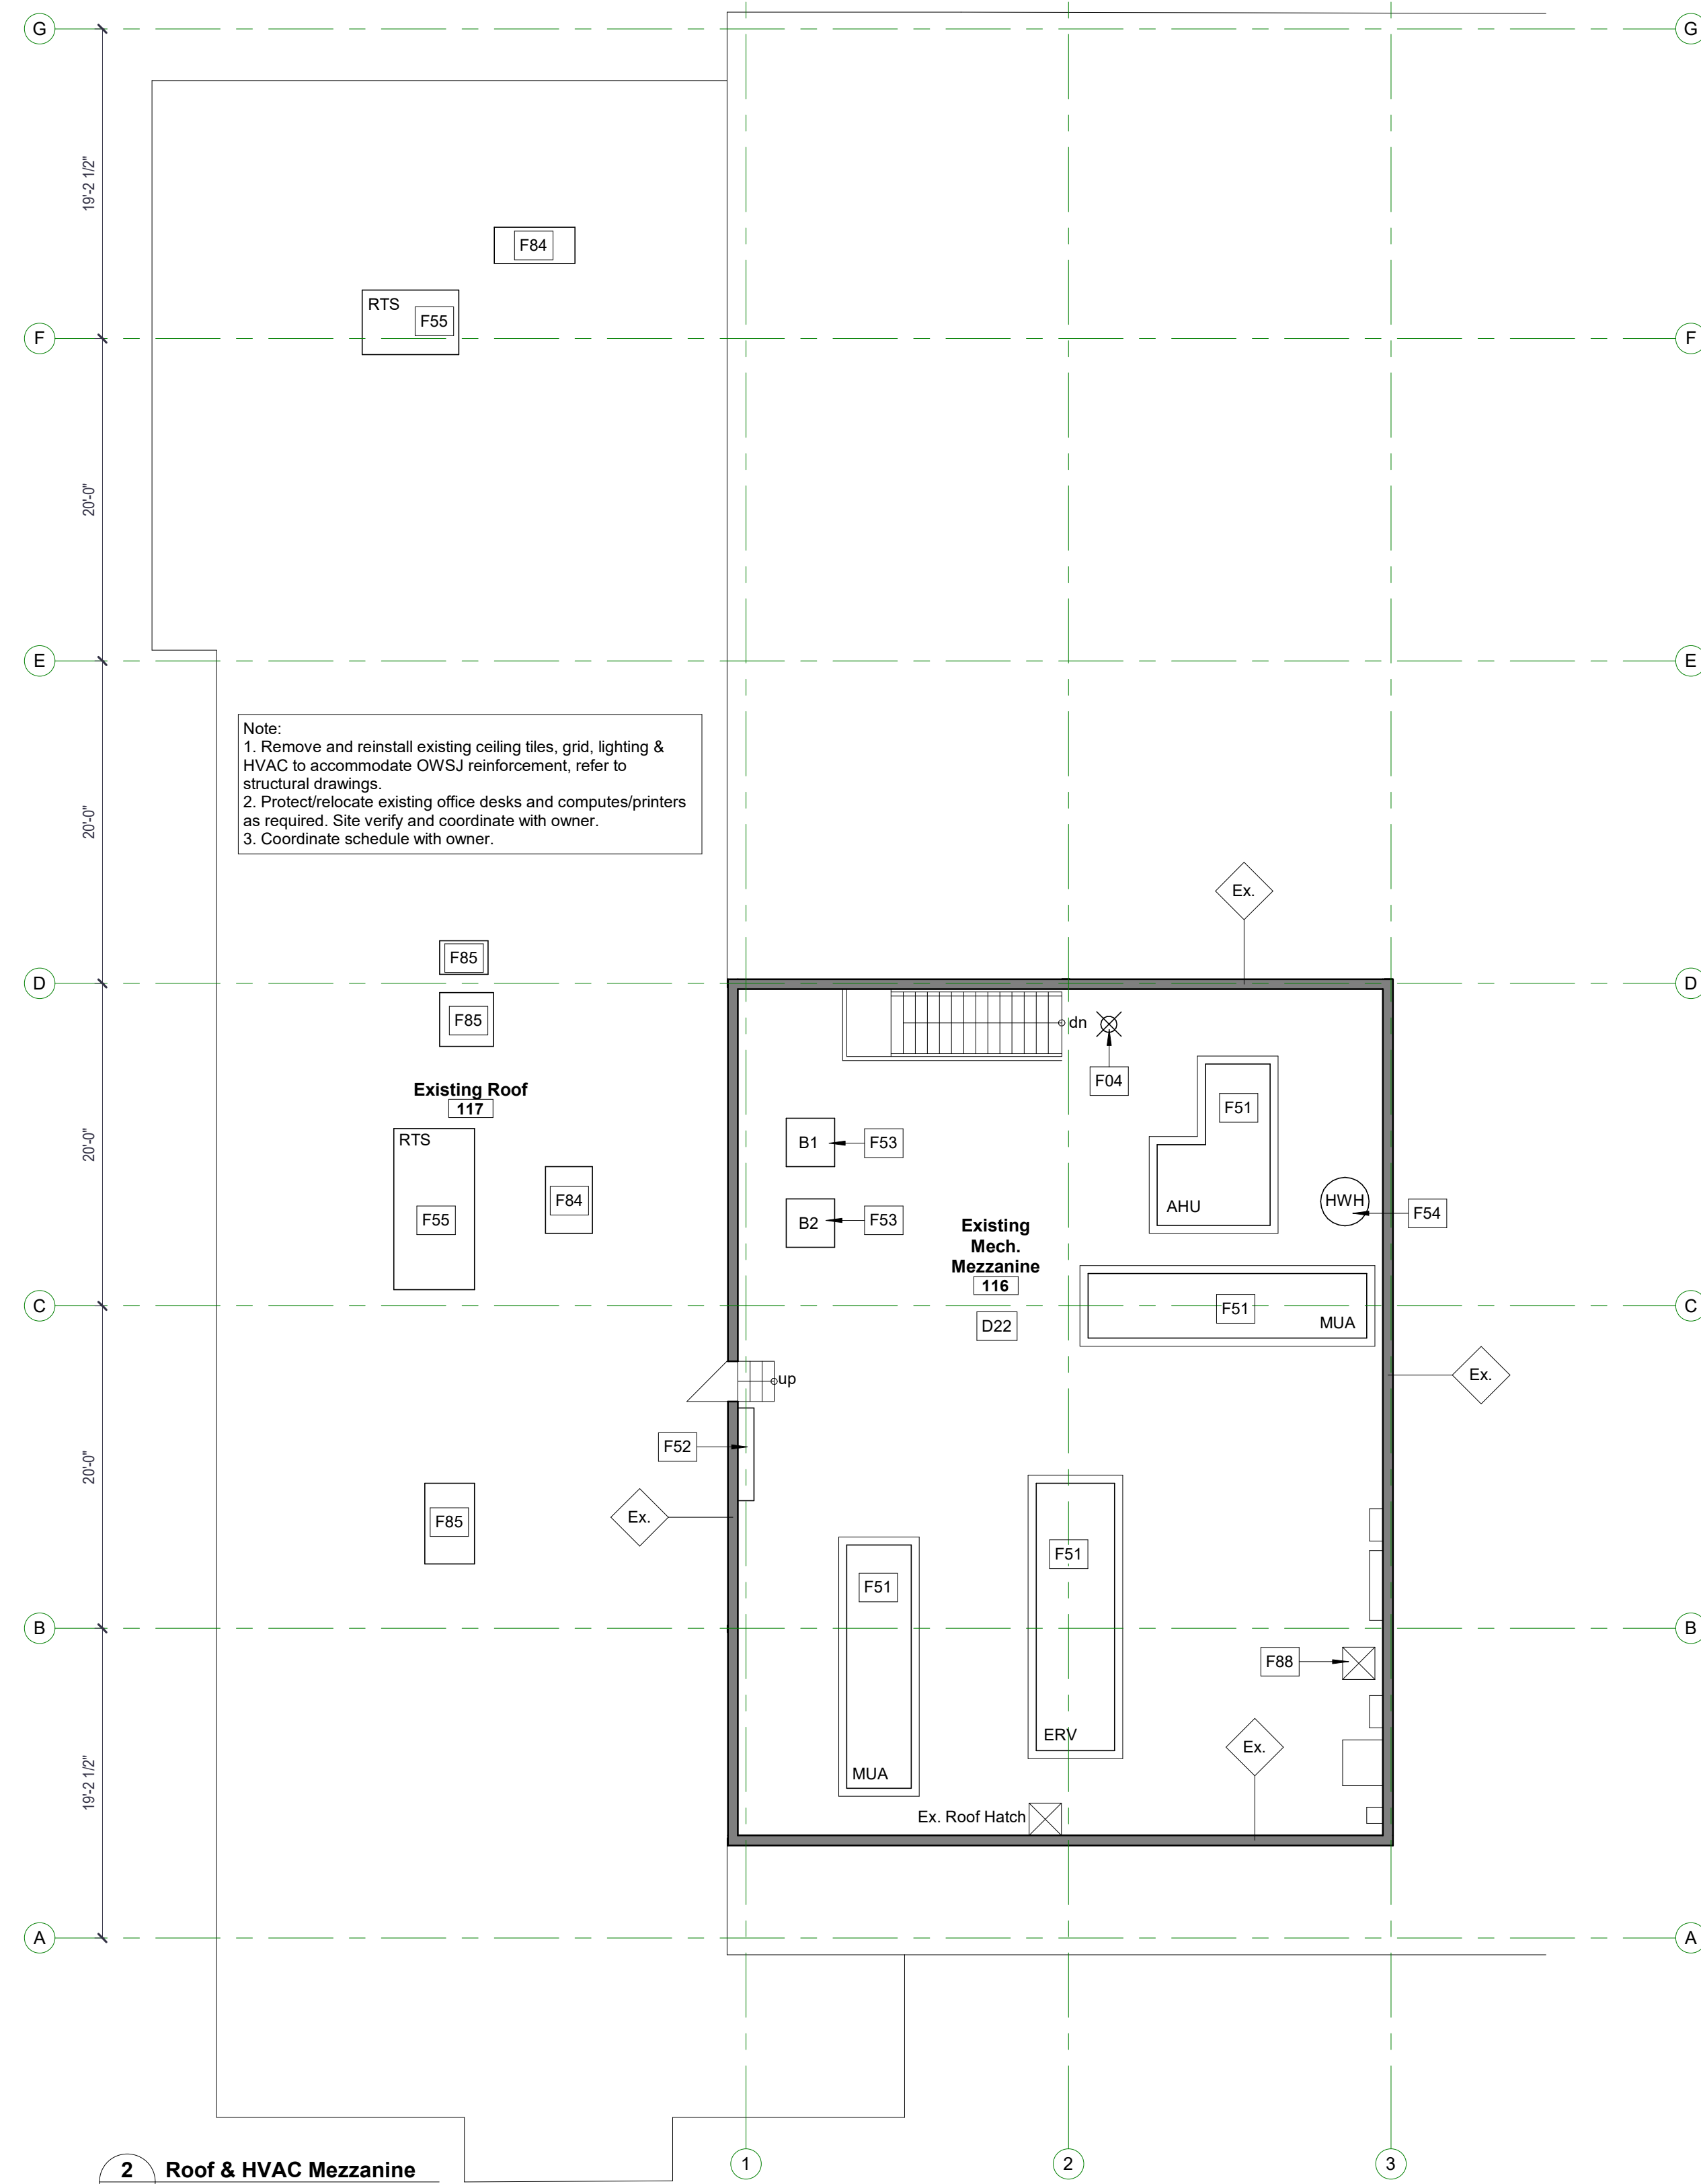 G
G
19'-2 1/2"
F84
RTS
F55
F
F
20'-0"
E
E
Note:
1. Remove and reinstall existing ceiling tiles, grid, lighting &
HVAC to accommodate OWSJ reinforcement, refer to
structural drawings.
2. Protect/relocate existing office desks and computes/printers
as required. Site verify and coordinate with owner.
3. Coordinate schedule with owner.
20'-0"
Ex.
F85
D
D
F85
dn
F04
Existing Roof
117
F51
RTS
B1
F53
20'-0"
F84
HWH
AHU
F54
F55
B2
F53
Existing
Mech.
Mezzanine
116
C
C
F51
MUA
D22
up
Ex.
F52
20'-0"
Ex.
F85
F51
F51
B
B
F88
ERV
Ex.
MUA
19'-2 1/2"
Ex. Roof Hatch
A
A
1
2
3
2
Roof & HVAC Mezzanine